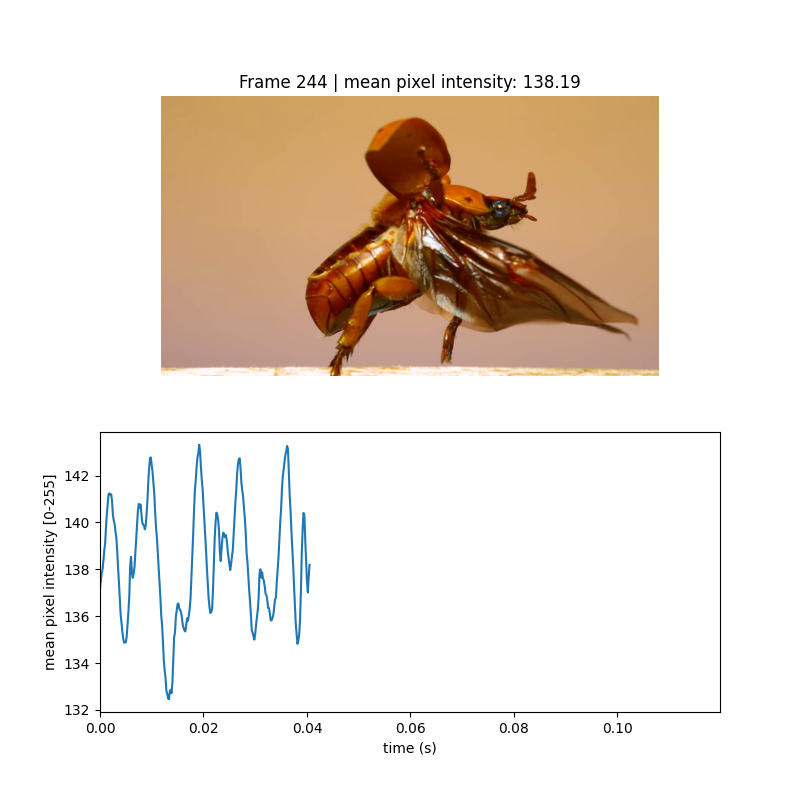 Frame 244 | mean pixel intensity: 138.19
mean pixel intensity [0-255]
142
140
138
136
134
132
0.00 0.02 0.04 0.06 0.08 0.10
time (s)